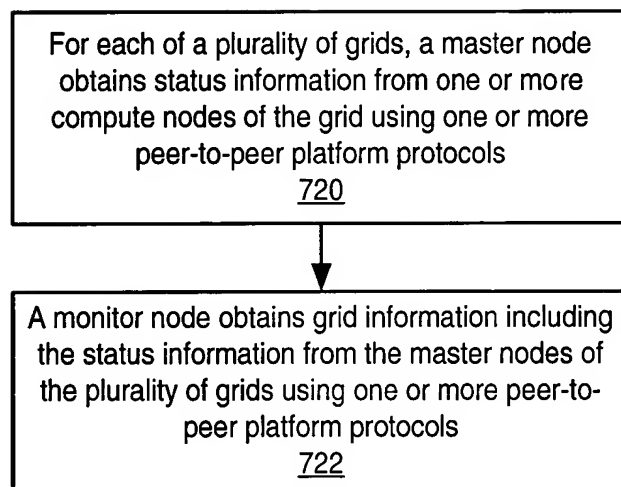 For each of a plurality of grids, a master node
obtains status information from one or more
compute nodes of the grid using one or more
peer-to-peer platform protocols
720
A monitor node obtains grid information including
the status information from the master nodes of
the plurality of grids using one or more peer-to-
peer platform protocols
722